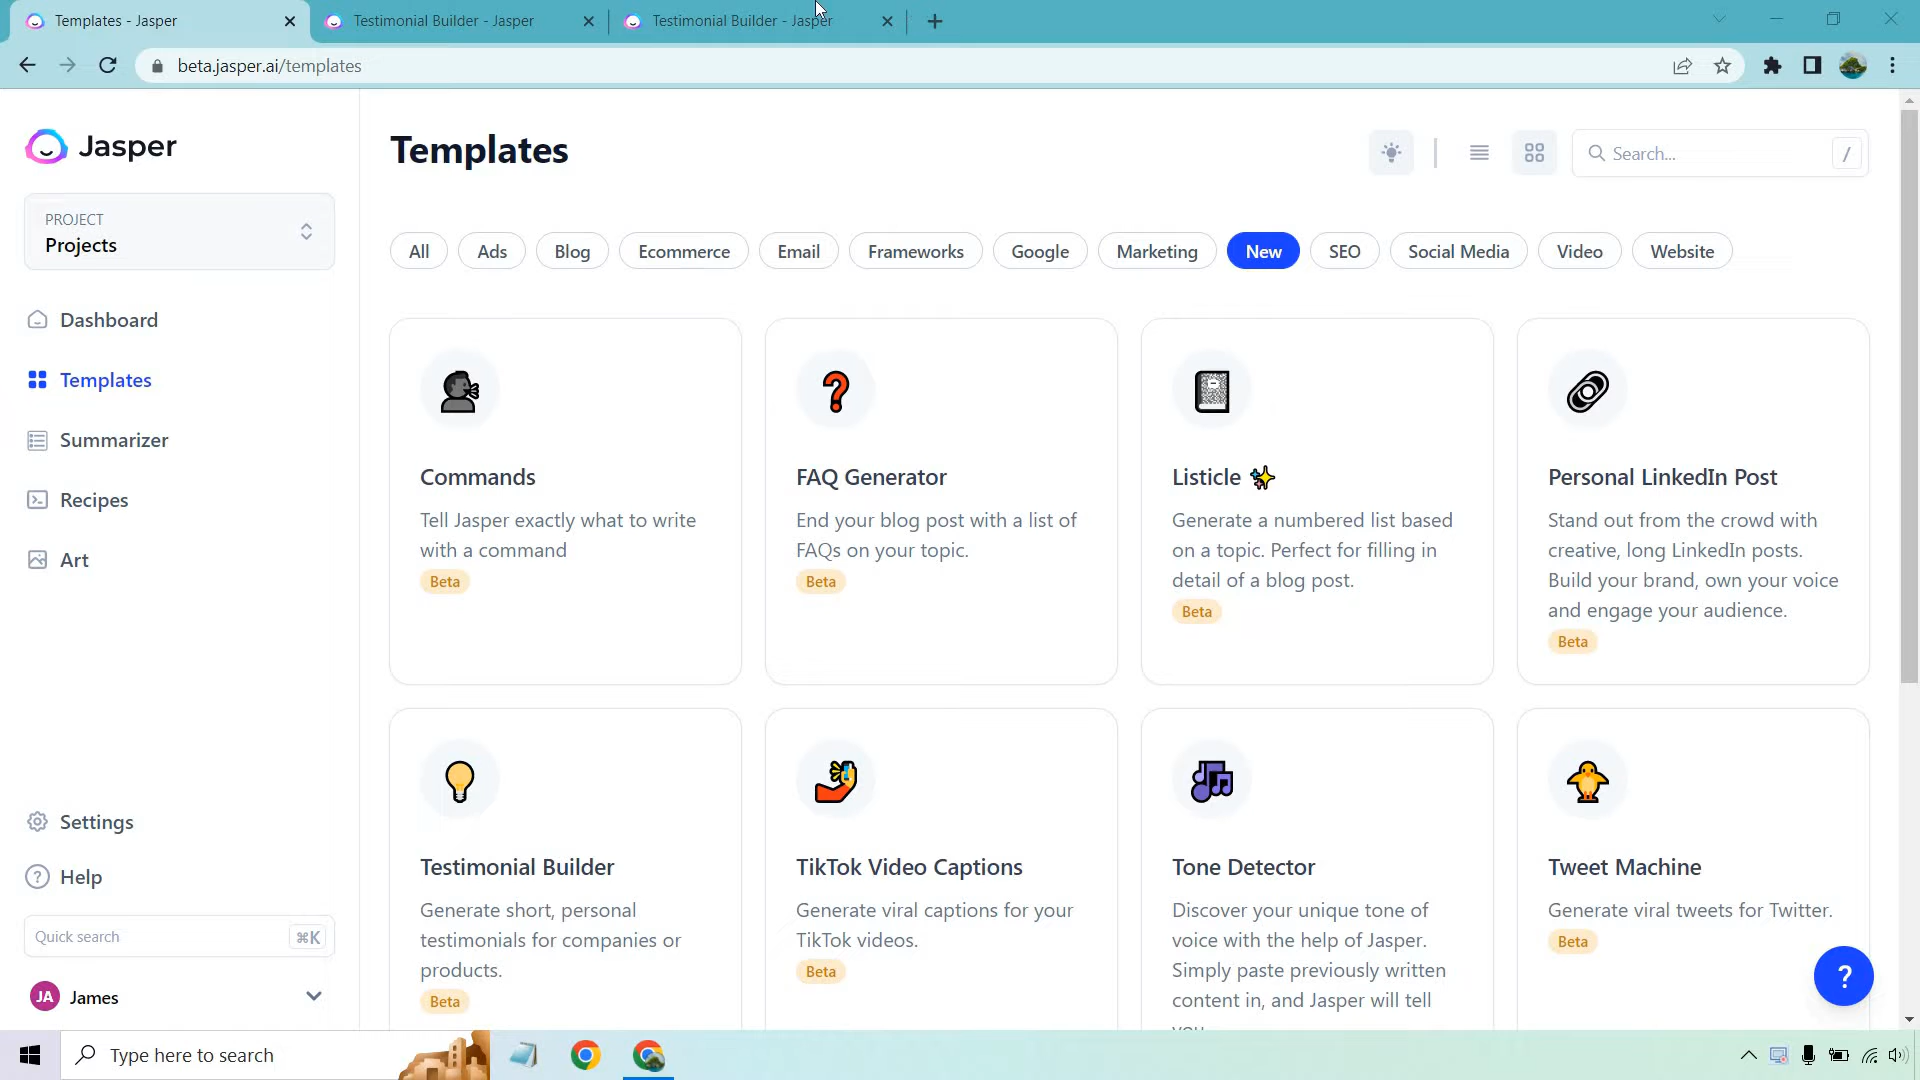 Templates - Jasper
Testimonial Builder - Jasper
Testimonial Builder - Jasper
beta.jasper.ai/templates
Jasper
PROJECT
Projects
Dashboard
Templates
Summarizer
Recipes
Art
Settings
Help
Quick search ⌘K
JA James
Templates
Search... /
All Ads Blog Ecommerce Email Frameworks Google Marketing New SEO Social Media Video Website
Commands
Tell Jasper exactly what to write
with a command
Beta
FAQ Generator
End your blog post with a list of
FAQs on your topic.
Beta
Listicle ✨
Generate a numbered list based
on a topic. Perfect for filling in
detail of a blog post.
Beta
Personal LinkedIn Post
Stand out from the crowd with
creative, long LinkedIn posts.
Build your brand, own your voice
and engage your audience.
Beta
Testimonial Builder
Generate short, personal
testimonials for companies or
products.
Beta
TikTok Video Captions
Generate viral captions for your
TikTok videos.
Beta
Tone Detector
Discover your unique tone of
voice with the help of Jasper.
Simply paste previously written
content in, and Jasper will tell
you
Tweet Machine
Generate viral tweets for Twitter.
Beta
?
Type here to search